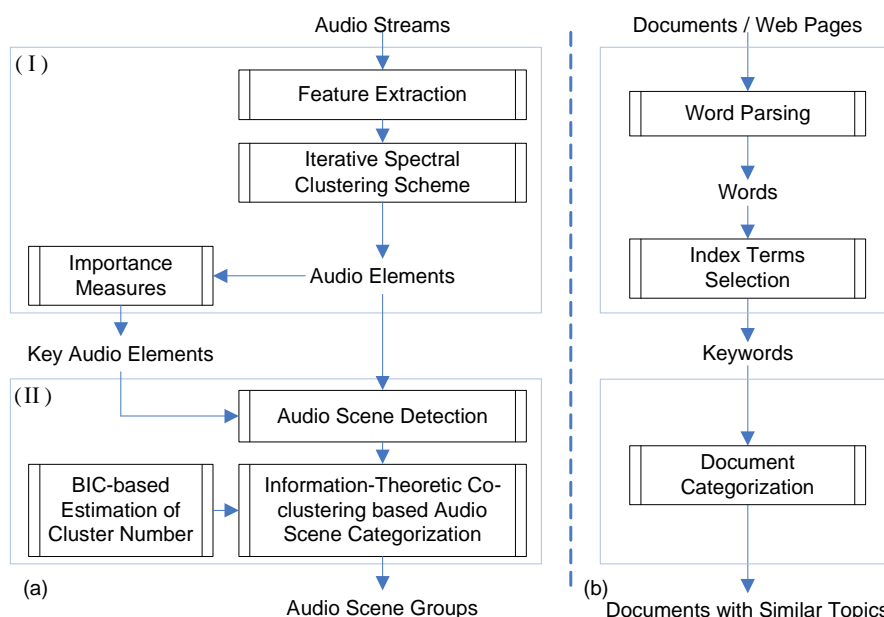 Audio Streams
(I)
Feature Extraction
Iterative Spectral
Clustering Scheme
Importance
Measures
Audio Elements
Key Audio Elements
(II)
Audio Scene Detection
BIC-based
Estimation of
Cluster Number
Information-Theoretic Co-
clustering based Audio
Scene Categorization
(a)
Audio Scene Groups
Documents / Web Pages
Word Parsing
Words
Index Terms
Selection
Keywords
Document
Categorization
(b)
Documents with Similar Topics